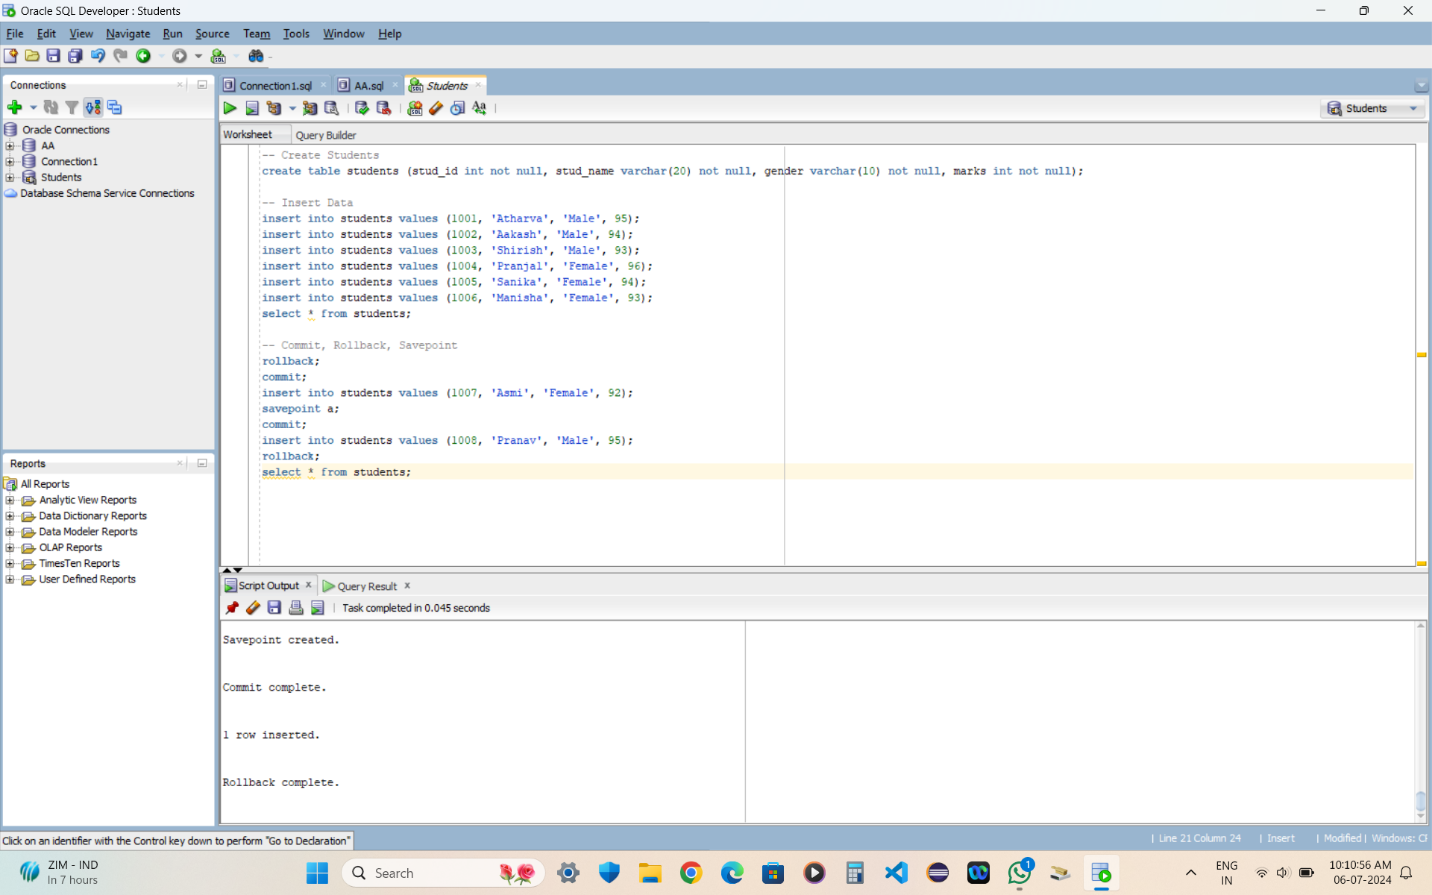 Oracle SQL Developer : Students
File Edit View Navigate Run Source Team Tools Window Help
Connections
Oracle Connections
AA
Connection1
Students
Database Schema Service Connections
Reports
All Reports
Analytic View Reports
Data Dictionary Reports
Data Modeler Reports
OLAP Reports
TimesTen Reports
User Defined Reports
Connection1.sql AA.sql Students
Students
Worksheet Query Builder
-- Create Students
create table students (stud_id int not null, stud_name varchar(20) not null, gender varchar(10) not null, marks int not null);
-- Insert Data
insert into students values (1001, 'Atharva', 'Male', 95);
insert into students values (1002, 'Aakash', 'Male', 94);
insert into students values (1003, 'Shirish', 'Male', 93);
insert into students values (1004, 'Pranjal', 'Female', 96);
insert into students values (1005, 'Sanika', 'Female', 94);
insert into students values (1006, 'Manisha', 'Female', 93);
select * from students;
-- Commit, Rollback, Savepoint
rollback;
commit;
insert into students values (1007, 'Asmi', 'Female', 92);
savepoint a;
commit;
insert into students values (1008, 'Pranav', 'Male', 95);
rollback;
select * from students;
Script Output Query Result
Task completed in 0.045 seconds
Savepoint created.
Commit complete.
1 row inserted.
Rollback complete.
Click on an identifier with the Control key down to perform "Go to Declaration"
Line 21 Column 24 | Insert | Modified | Windows:
ZIM - IND
In 7 hours
Search
1
ENG
IN
10:10:56 AM
06-07-2024